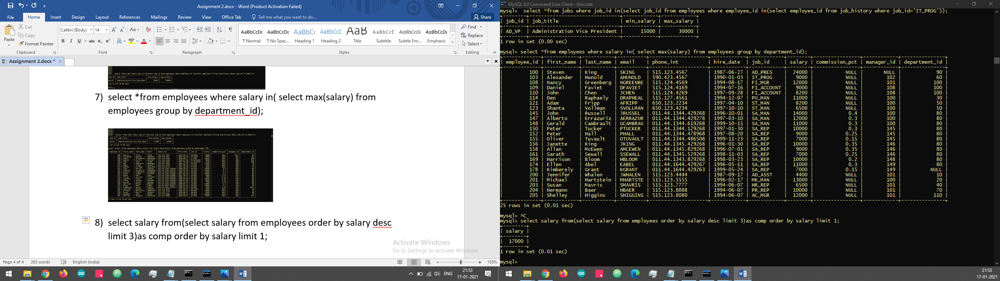 Assignment 2.docx - Word (Product Activation Failed)
File Home Insert Design Layout References Mailings Review View Office Tab Tell me what you want to do... Share
Paste
Cut
Copy
Format Painter
Clipboard
Calibri (Body) 14
Font
Paragraph
AaBbCcDc AaBbCcDc AaBbCc AaBbCcC AaB AaBbCcD AaBbCcDc AaBbCcDc
¶ Normal ¶ No Spac... Heading 1 Heading 2 Title Subtitle Subtle Em... Emphasis
Styles
Find
Replace
Select
Editing
Assignment 2.docx *
7) select *from employees where salary in( select max(salary) from
employees group by department_id);
8) select salary from(select salary from employees order by salary desc
limit 3)as comp order by salary limit 1;
Activate Windows
Go to Settings to activate Windows.
Page 4 of 4 265 words English (India) 150%
ENG 21:53
17-01-2021
MySQL 8.0 Command Line Client - Unicode
mysql> select *from jobs where job_id in(select job_id from employees where employee_id in(select employee_id from job_history where job_id='IT_PROG'));
| job_id | job_title | min_salary | max_salary |
| AD_VP | Administration Vice President | 15000 | 30000 |
1 row in set (0.00 sec)
mysql> select *from employees where salary in( select max(salary) from employees group by department_id);
| employee_id | first_name | last_name | email | phone_int | hire_date | job_id | salary | commission_pct | manager_id | department_id |
| 100 | Steven | King | SKING | 515.123.4567 | 1987-06-27 | AD_PRES | 24000 | NULL | NULL | 90 |
| 103 | Alexander | Hunold | AHUNOLD | 590.423.4567 | 1990-01-03 | IT_PROG | 9000 | NULL | 102 | 60 |
| 108 | Nancy | Greenberg | NGREENBE | 515.124.4569 | 1994-08-17 | FI_MGR | 12000 | NULL | 101 | 100 |
| 109 | Daniel | Faviet | DFAVIET | 515.124.4169 | 1994-07-16 | FI_ACCOUNT | 9000 | NULL | 108 | 100 |
| 110 | John | Chen | JCHEN | 515.124.4269 | 1997-09-28 | FI_ACCOUNT | 8200 | NULL | 108 | 100 |
| 114 | Den | Raphaely | DRAPHEAL | 515.127.4561 | 1994-12-07 | PU_MAN | 11000 | NULL | 100 | 30 |
| 121 | Adam | Fripp | AFRIPP | 650.123.2234 | 1997-04-10 | ST_MAN | 8200 | NULL | 100 | 50 |
| 123 | Shanta | Vollman | SVOLLMAN | 650.123.4234 | 1997-10-10 | ST_MAN | 6500 | NULL | 100 | 50 |
| 145 | John | Russell | JRUSSEL | 011.44.1344.429268 | 1996-10-01 | SA_MAN | 14000 | 0.4 | 100 | 80 |
| 147 | Alberto | Errazuriz | AERRAZUR | 011.44.1344.429278 | 1997-03-10 | SA_MAN | 12000 | 0.3 | 100 | 80 |
| 148 | Gerald | Cambrault | GCAMBRAU | 011.44.1344.619268 | 1999-10-15 | SA_MAN | 11000 | 0.3 | 100 | 80 |
| 150 | Peter | Tucker | PTUCKER | 011.44.1344.129268 | 1997-01-30 | SA_REP | 10000 | 0.3 | 145 | 80 |
| 152 | Peter | Hall | PHALL | 011.44.1344.478968 | 1997-08-20 | SA_REP | 9000 | 0.25 | 145 | 80 |
| 155 | Oliver | Tuvault | OTUVAULT | 011.44.1344.486508 | 1999-11-23 | SA_REP | 7000 | 0.15 | 145 | 80 |
| 156 | Janette | King | JKING | 011.44.1345.429268 | 1996-01-30 | SA_REP | 10000 | 0.35 | 146 | 80 |
| 158 | Allan | McEwen | AMCEWEN | 011.44.1345.829268 | 1996-07-01 | SA_REP | 9000 | 0.35 | 146 | 80 |
| 161 | Sarath | Sewall | SSEWALL | 011.44.1345.529268 | 1998-11-03 | SA_REP | 7000 | 0.25 | 146 | 80 |
| 169 | Harrison | Bloom | HBLOOM | 011.44.1343.829268 | 1998-03-23 | SA_REP | 10000 | 0.2 | 148 | 80 |
| 174 | Ellen | Abel | EABEL | 011.44.1644.429267 | 1996-05-11 | SA_REP | 11000 | 0.3 | 149 | 80 |
| 178 | Kimberely | Grant | KGRANT | 011.44.1644.429263 | 1999-05-24 | SA_REP | 7000 | 0.15 | 149 | NULL |
| 200 | Jennifer | Whalen | JWHALEN | 515.123.4444 | 1987-09-17 | AD_ASST | 4400 | NULL | 101 | 10 |
| 201 | Michael | Hartstein | MHARTSTE | 515.123.5555 | 1996-02-17 | MK_MAN | 13000 | NULL | 100 | 20 |
| 203 | Susan | Mavris | SMAVRIS | 515.123.7777 | 1994-06-07 | HR_REP | 6500 | NULL | 101 | 40 |
| 204 | Hermann | Baer | HBAER | 515.123.8888 | 1994-06-07 | PR_REP | 10000 | NULL | 101 | 70 |
| 205 | Shelley | Higgins | SHIGGINS | 515.123.8080 | 1994-06-07 | AC_MGR | 12000 | NULL | 101 | 110 |
25 rows in set (0.01 sec)
mysql> ^C
mysql> select salary from(select salary from employees order by salary desc limit 3)as comp order by salary limit 1;
| salary |
| 17000 |
1 row in set (0.01 sec)
mysql>
21:53
17-01-2021